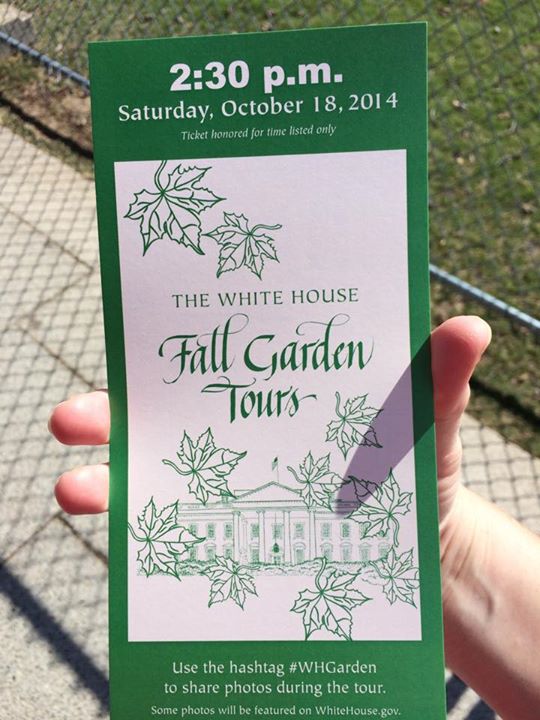 2:30 p.m.
Saturday, October 18, 2014
Ticket honored for time listed only
THE WHITE HOUSE
Fall Garden
Tours
Use the hashtag #WHGarden
to share photos during the tour.
Some photos will be featured on WhiteHouse.gov.